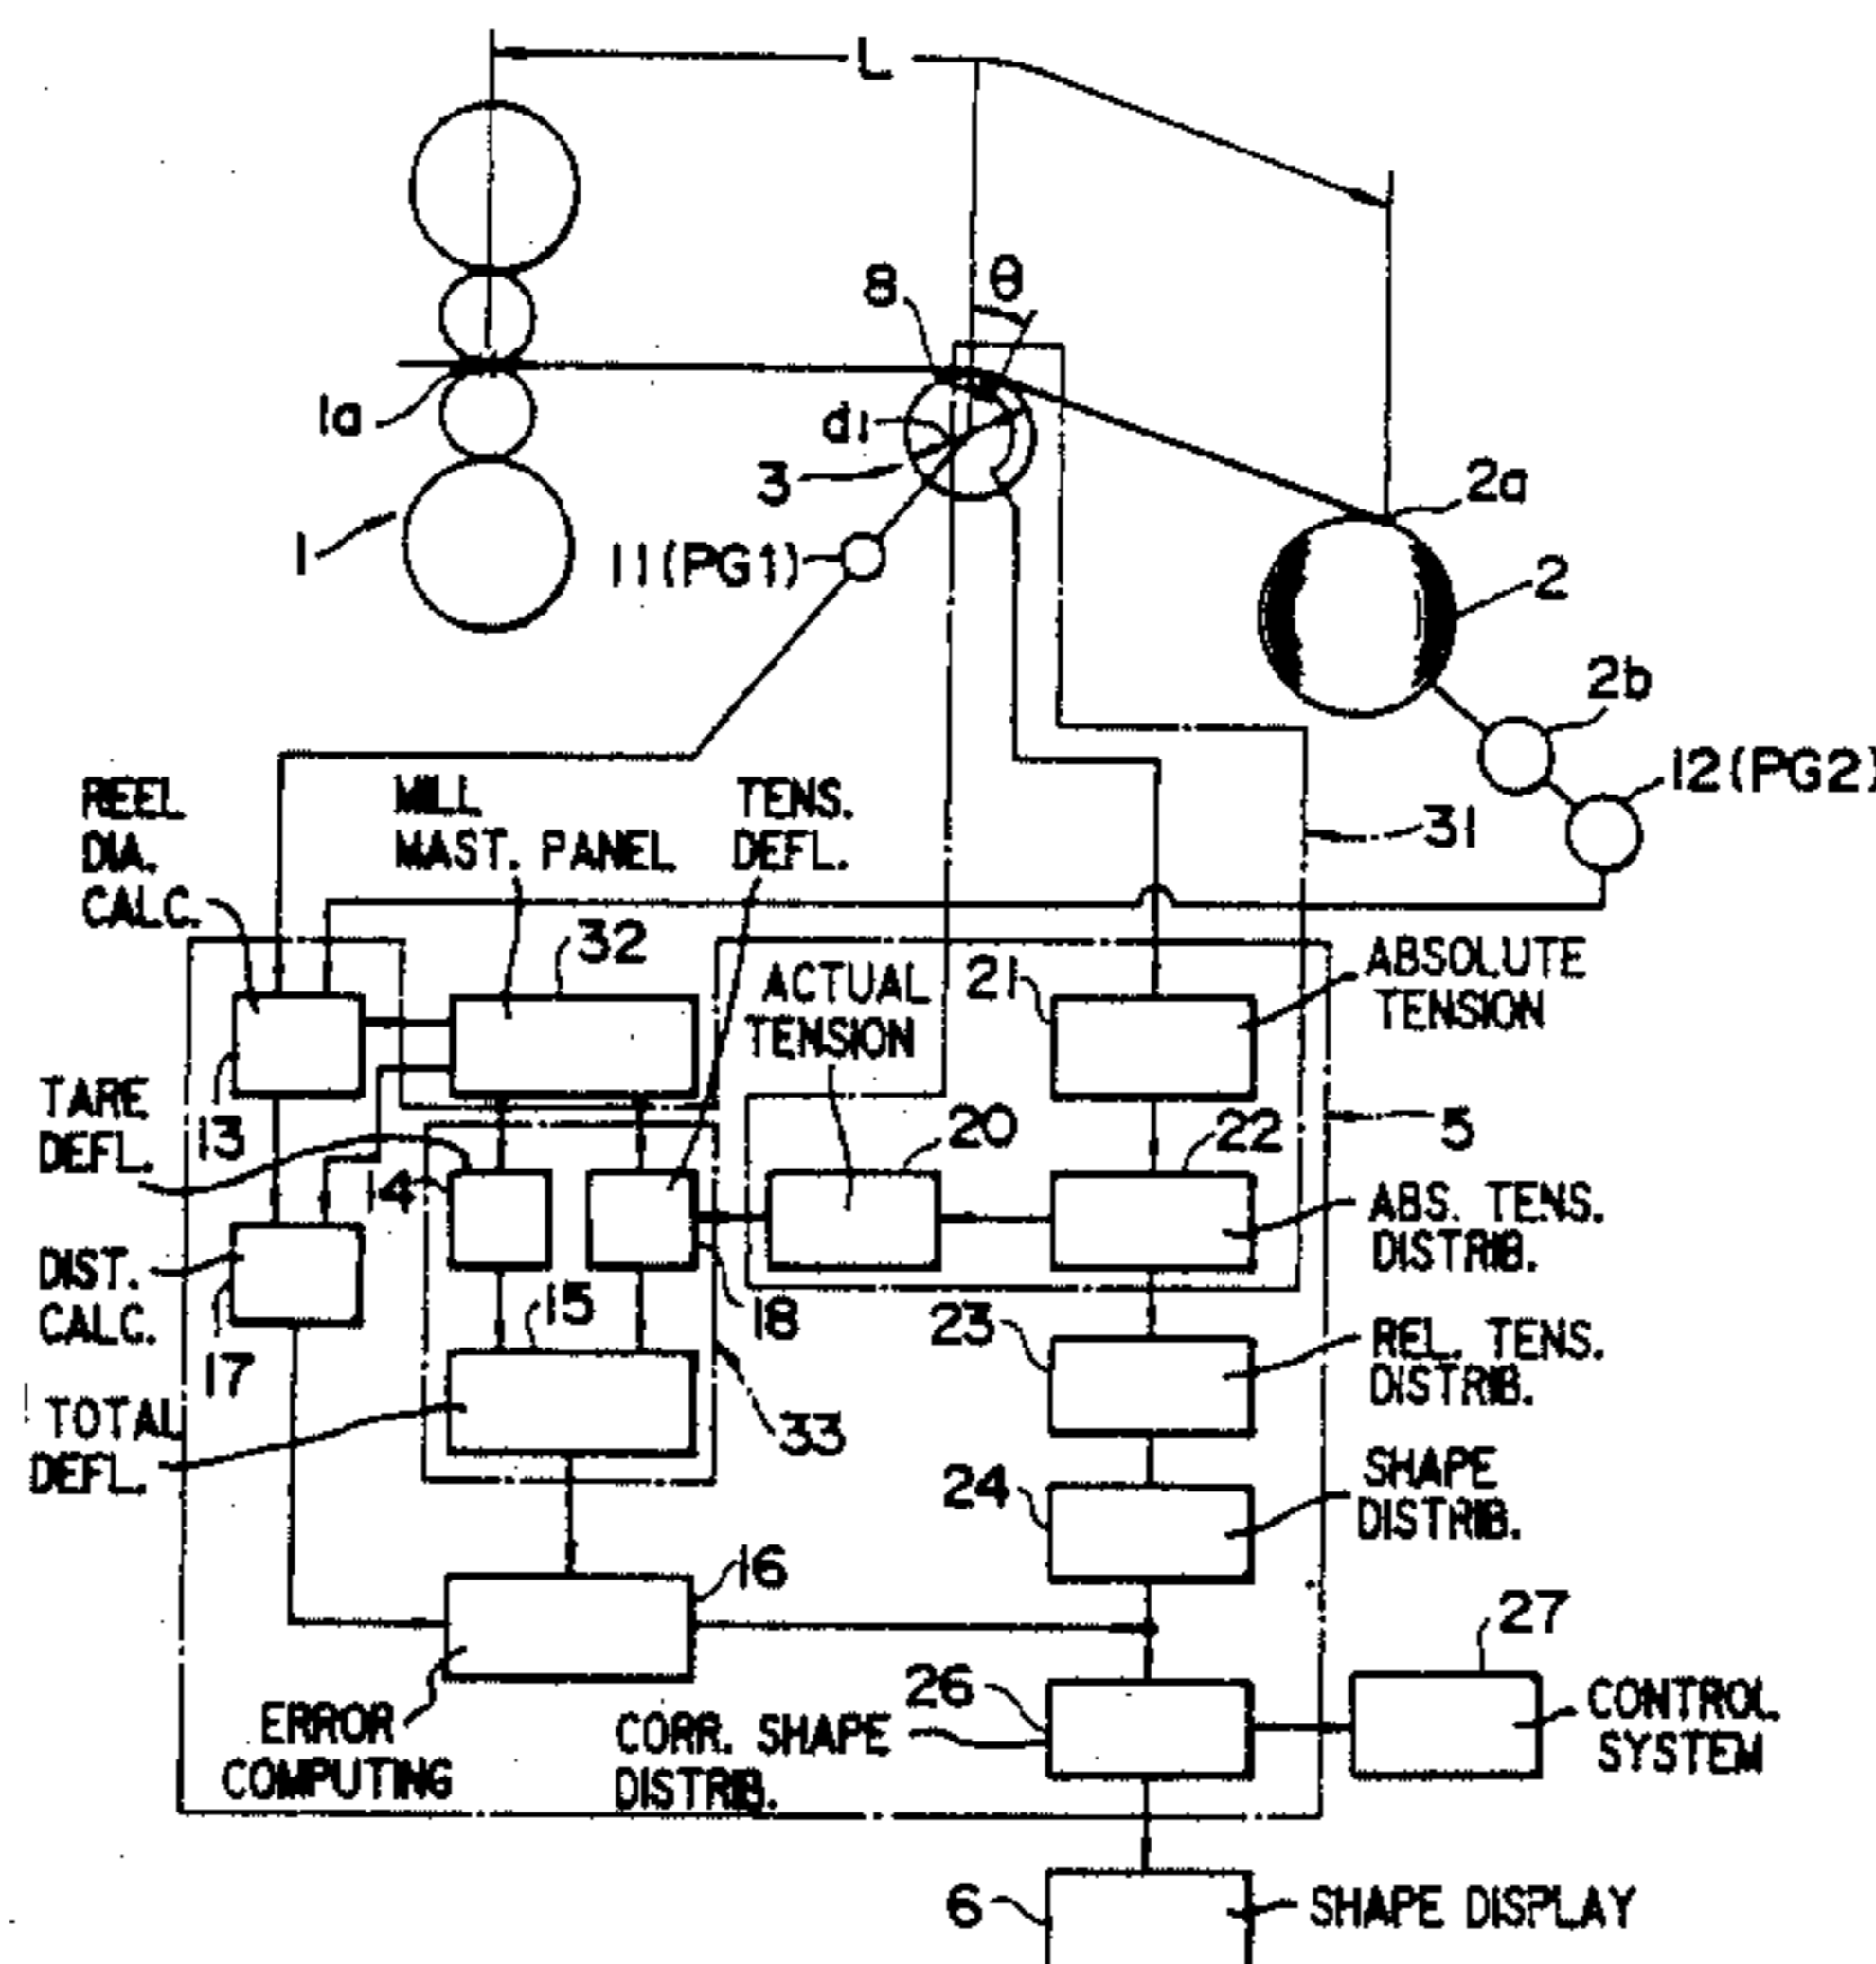 L
8
θ
1a
d1
3
2a
1
11(PG1)
2
2b
12(PG2)
REEL
DIA.
CALC.
MILL
MAST. PANEL
TENS.
DEFL.
31
32
ACTUAL
TENSION
21
ABSOLUTE
TENSION
TARE
DEFL.
13
14
20
22
5
DIST.
CALC.
17
15
18
ABS. TENS.
DISTRIB.
23
REL. TENS.
DISTRIB.
TOTAL
DEFL.
33
24
SHAPE
DISTRIB.
16
27
ERROR
COMPUTING
26
CORR. SHAPE
DISTRIB.
CONTROL
SYSTEM
6
SHAPE DISPLAY